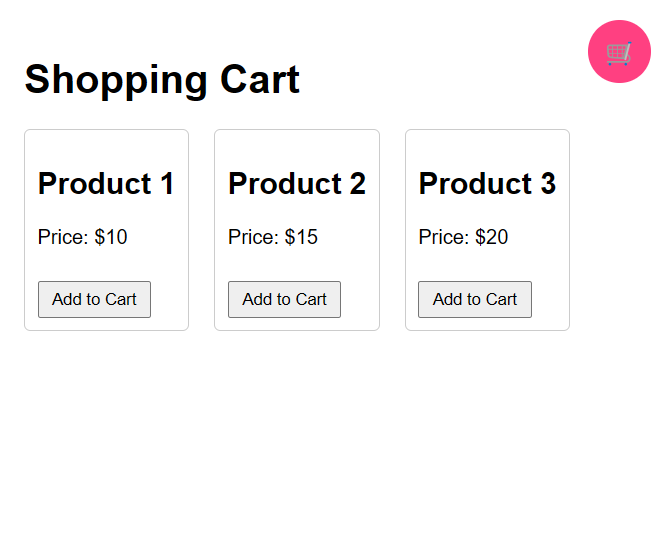 Shopping Cart
Product 1
Price: $10
Add to Cart
Product 2
Price: $15
Add to Cart
Product 3
Price: $20
Add to Cart